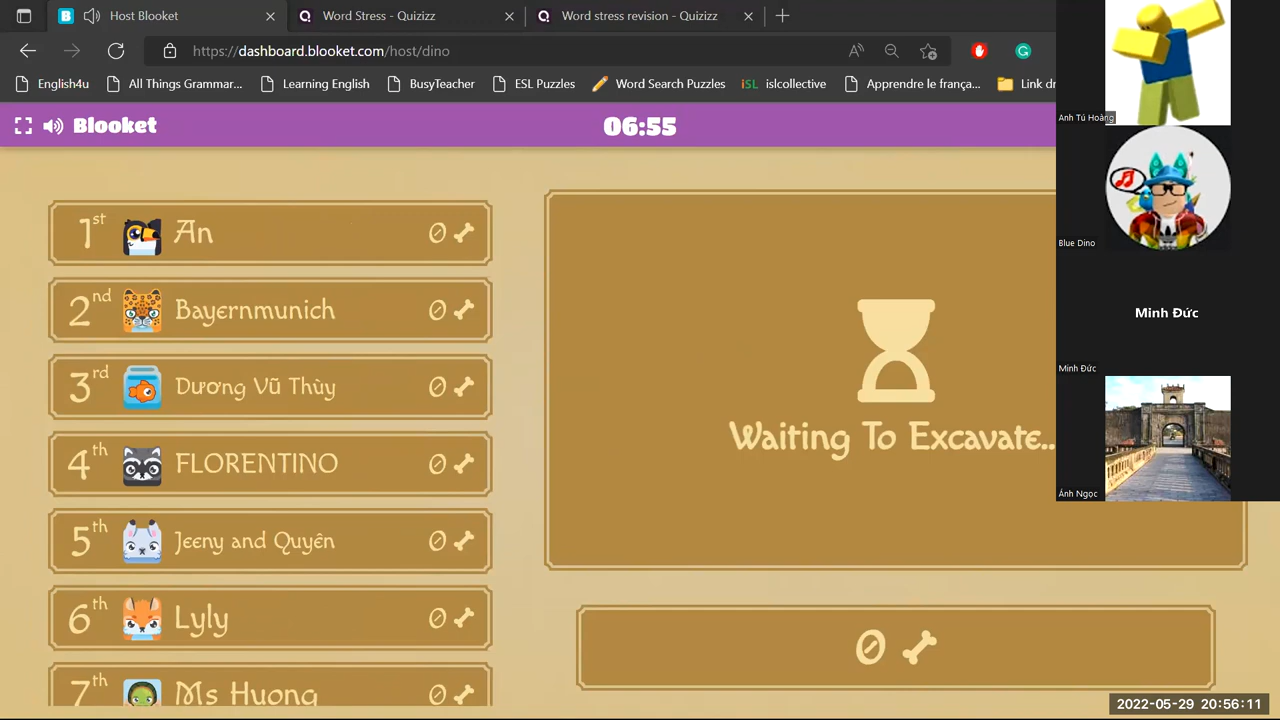 Host Blooket
Word Stress - Quizizz
Word stress revision - Quizizz
https://dashboard.blooket.com/host/dino
English4u
All Things Grammar...
Learning English
Busyteacher
ESL Puzzles
Word Search Puzzles
iSL islcollective
Apprendre le frança...
Link dr
Blooket
06:55
1st An 0
2nd Bayernmunich 0
3rd Dương Vũ Thùy 0
4th FLORENTINO 0
5th Jeeny and Quyên 0
6th Lyly 0
7th Ms Huong 0
Waiting To Excavate..
0
Anh Tú Hoàng
Blue Dino
Minh Đức
Minh Đức
Ánh Ngọc
2022-05-29 20:56:11